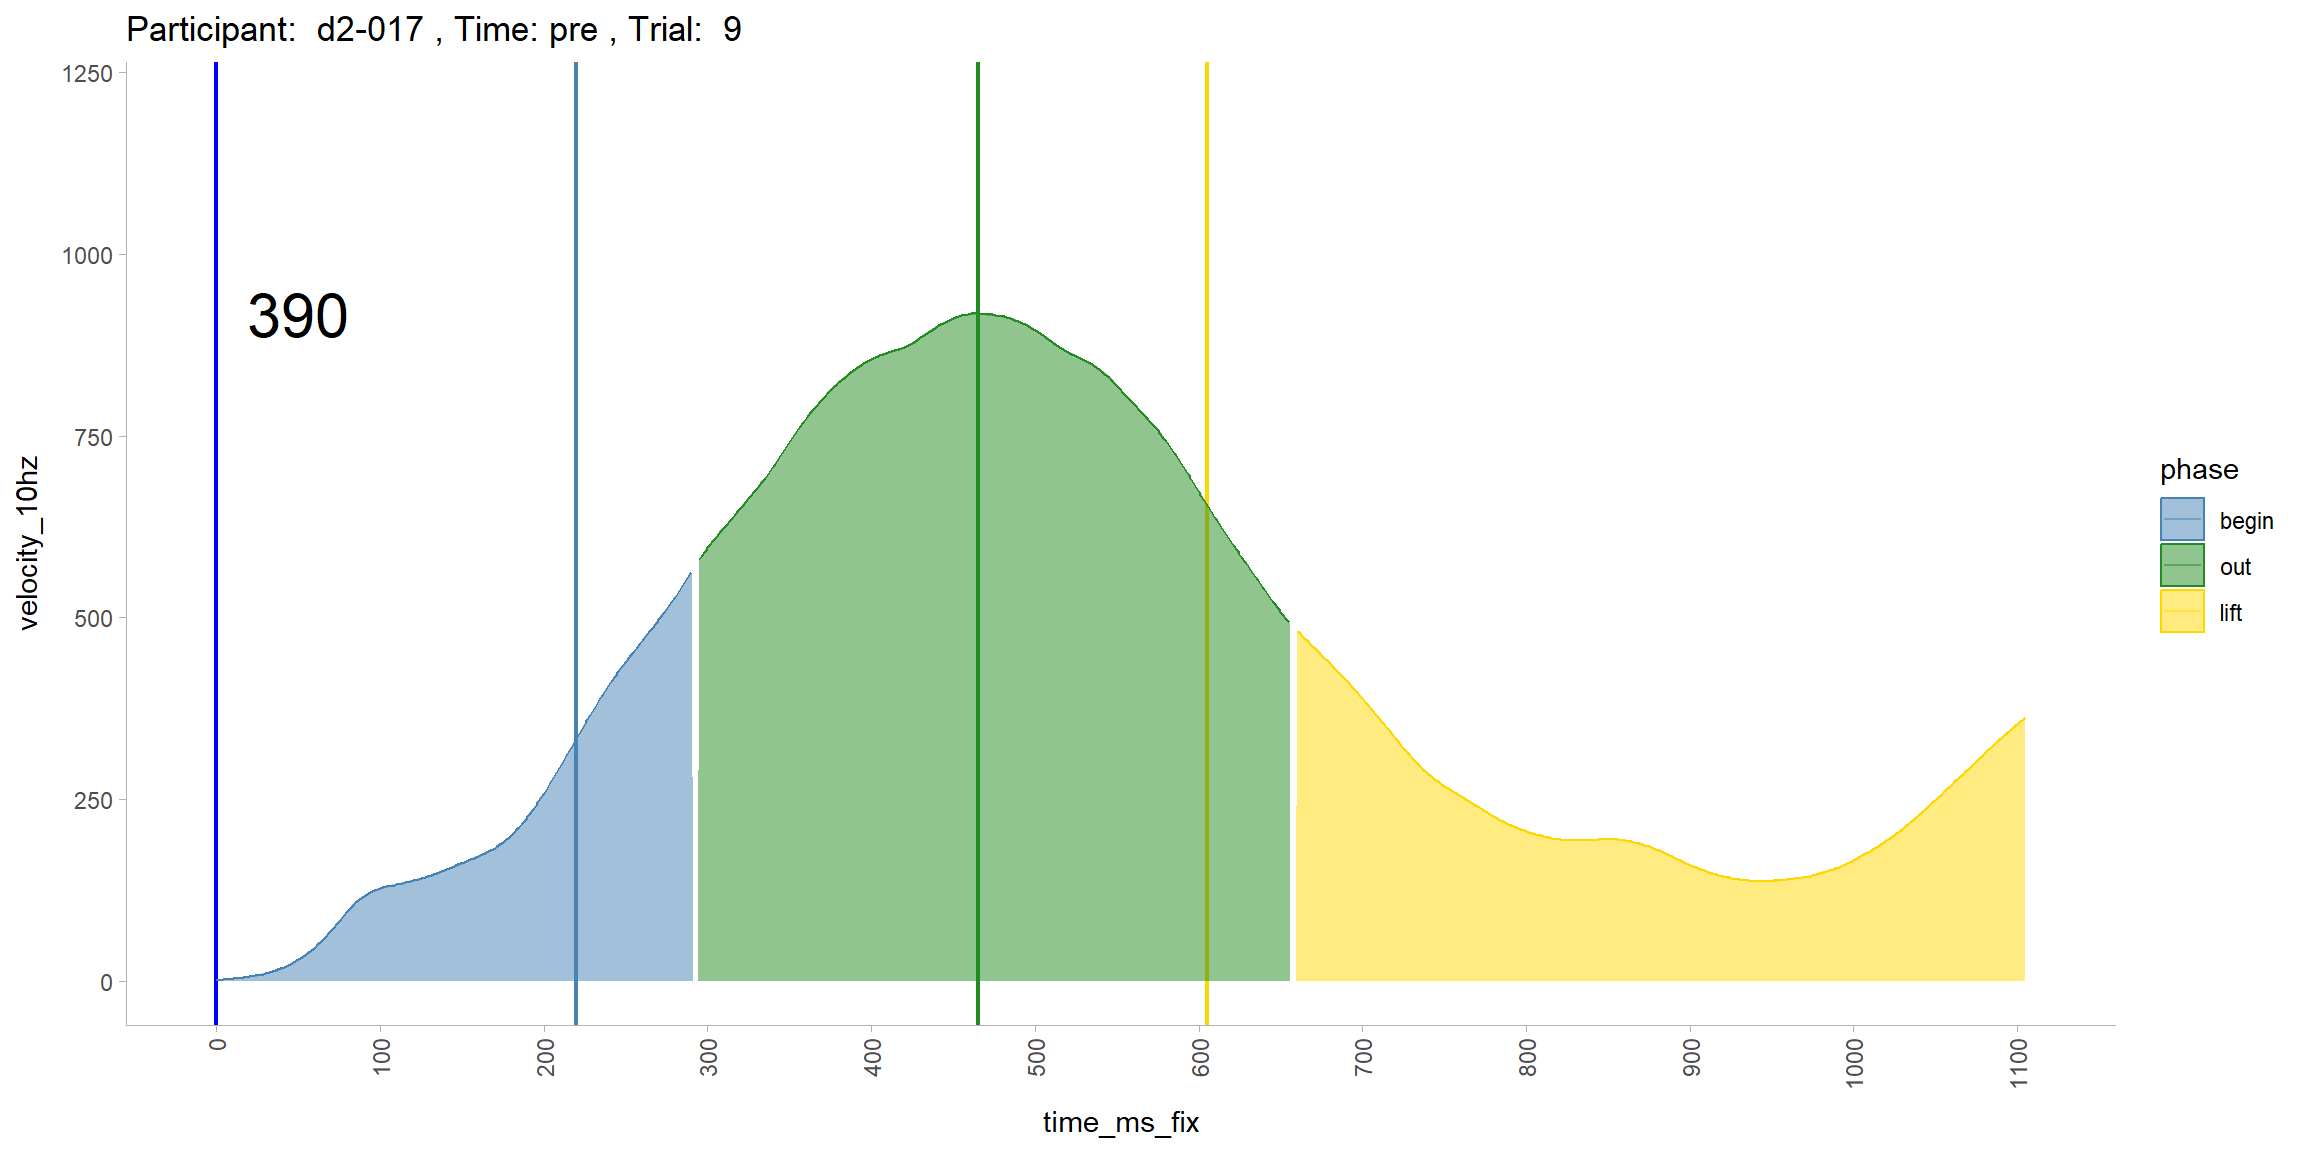 Participant:  d2-017 , Time: pre , Trial:  9
1250
1000
750
500
250
0
velocity_10hz
390
0
100
200
300
400
500
600
700
800
900
1000
1100
time_ms_fix
phase
begin
out
lift